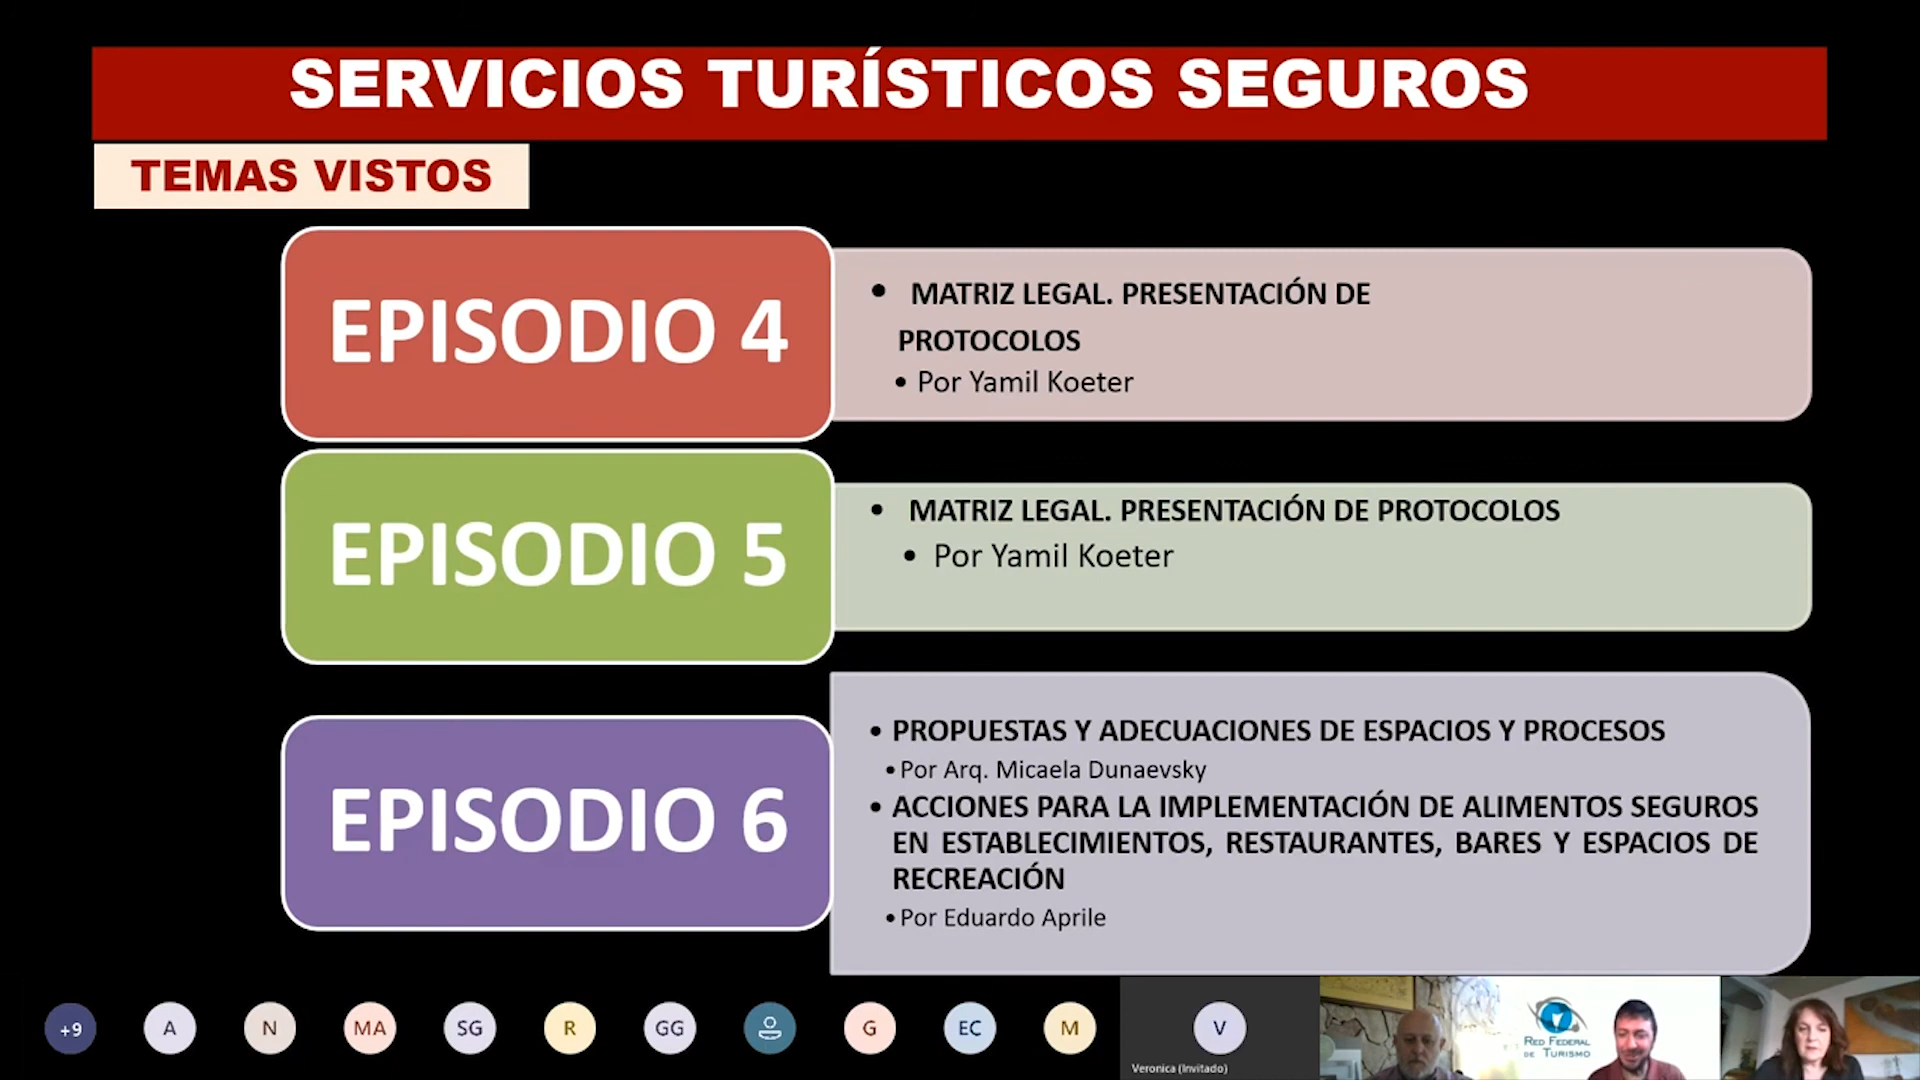 SERVICIOS TURÍSTICOS SEGUROS
TEMAS VISTOS
EPISODIO 4
• MATRIZ LEGAL. PRESENTACIÓN DE
PROTOCOLOS
• Por Yamil Koeter
EPISODIO 5
• MATRIZ LEGAL. PRESENTACIÓN DE PROTOCOLOS
• Por Yamil Koeter
EPISODIO 6
• PROPUESTAS Y ADECUACIONES DE ESPACIOS Y PROCESOS
• Por Arq. Micaela Dunaevsky
• ACCIONES PARA LA IMPLEMENTACIÓN DE ALIMENTOS SEGUROS
EN ESTABLECIMIENTOS, RESTAURANTES, BARES Y ESPACIOS DE
RECREACIÓN
• Por Eduardo Aprile
+9 A N MA SG R GG G EC M V
Veronica (Invitado)
RED FEDERAL
DE TURISMO